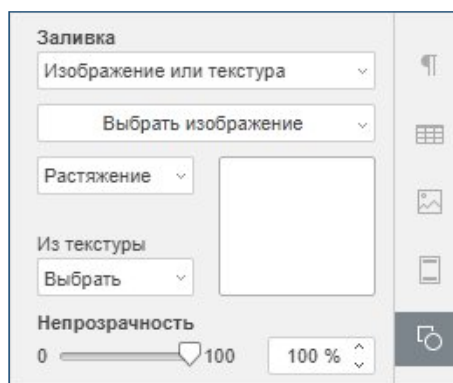 Заливка
Изображение или текстура
Выбрать изображение
Растяжение
Из текстуры
Выбрать
Непрозрачность
0 100 100 %